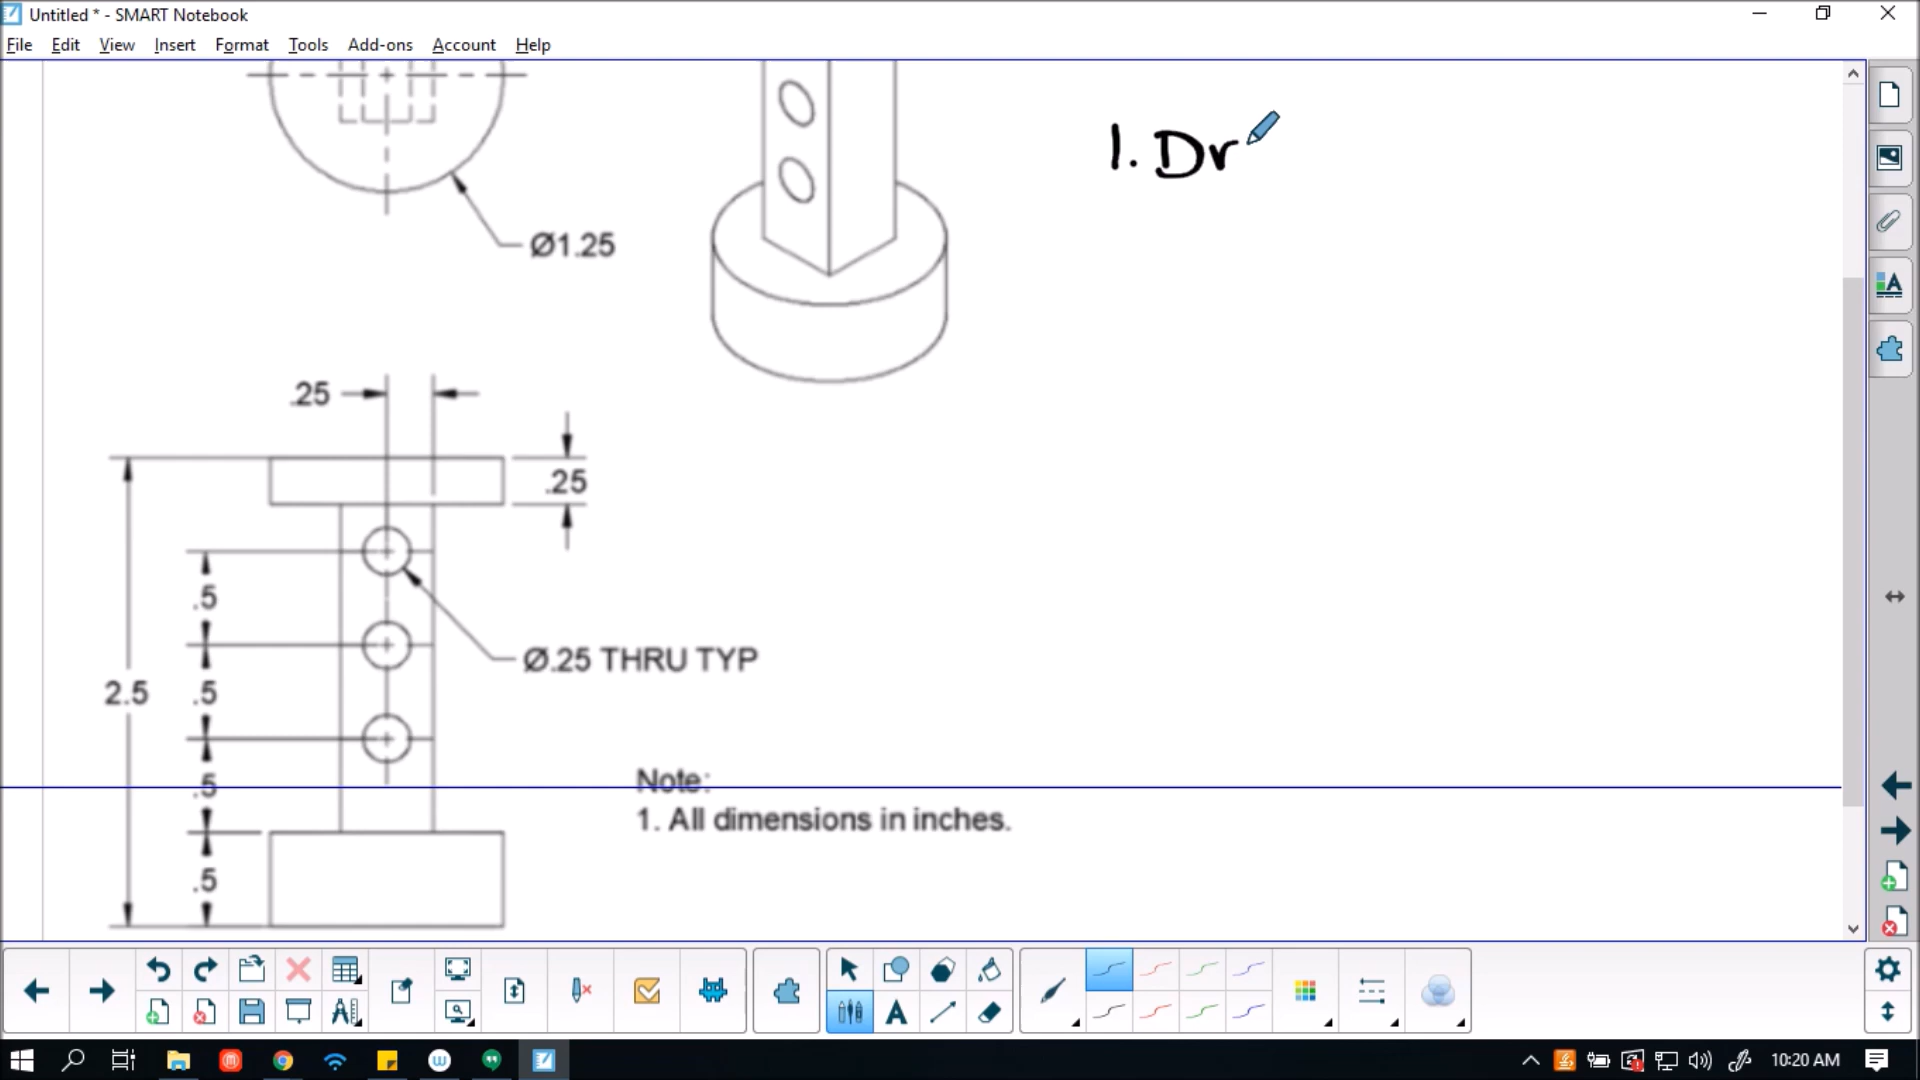 Untitled * - SMART Notebook
File Edit View Insert Format Tools Add-ons Account Help
1. Dr
Ø1.25
.25
.25
.5
Ø.25 THRU TYP
2.5
.5
.5
Note:
1. All dimensions in inches.
.5
A
A
10:20 AM